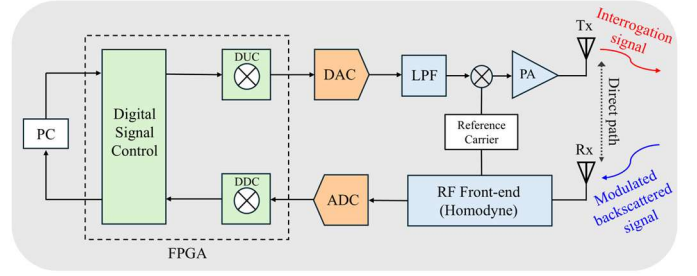 Tx
Interrogation
signal
DUC
DAC
LPF
PA
Digital
Signal
Control
PC
Reference
Carrier
Direct path
Rx
DDC
ADC
RF Front-end
(Homodyne)
Modulated
backscattered
signal
FPGA